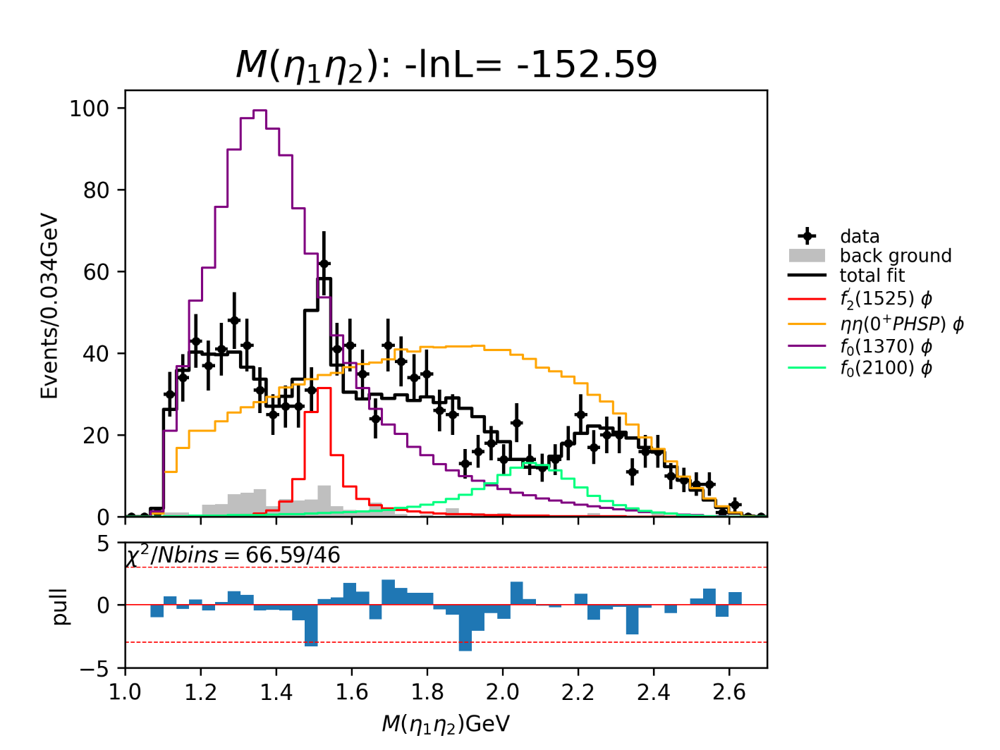 M(η₁η₂): -lnL= -152.59
Events/0.034GeV
100
80
60
40
20
0
data
back ground
total fit
f₂′(1525) ϕ
ηη(0⁺PHSP) ϕ
f₀(1370) ϕ
f₀(2100) ϕ
pull
5
0
−5
χ²/Nbins = 66.59/46
1.0 1.2 1.4 1.6 1.8 2.0 2.2 2.4 2.6
M(η₁η₂)GeV